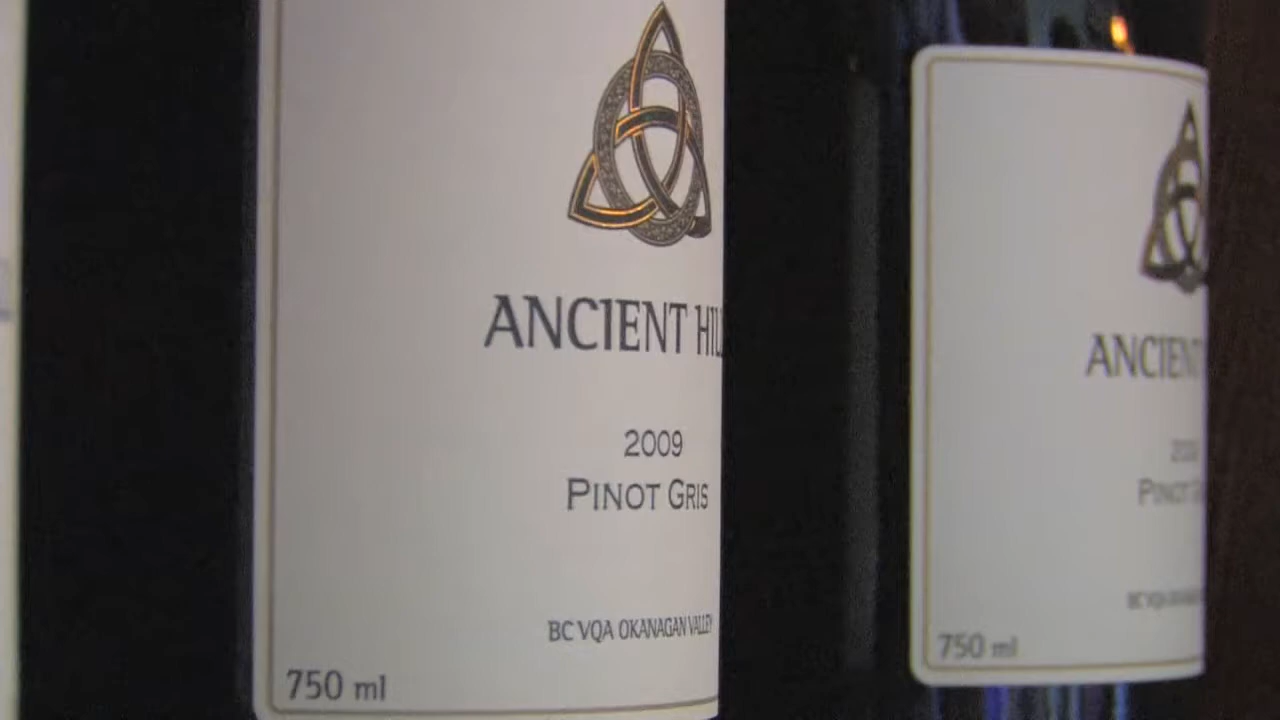 ANCIENT HIL
2009
PINOT GRIS
BC VQA OKANAGAN VALLEY
750 ml
ANCIENT
PINOT
750 ml